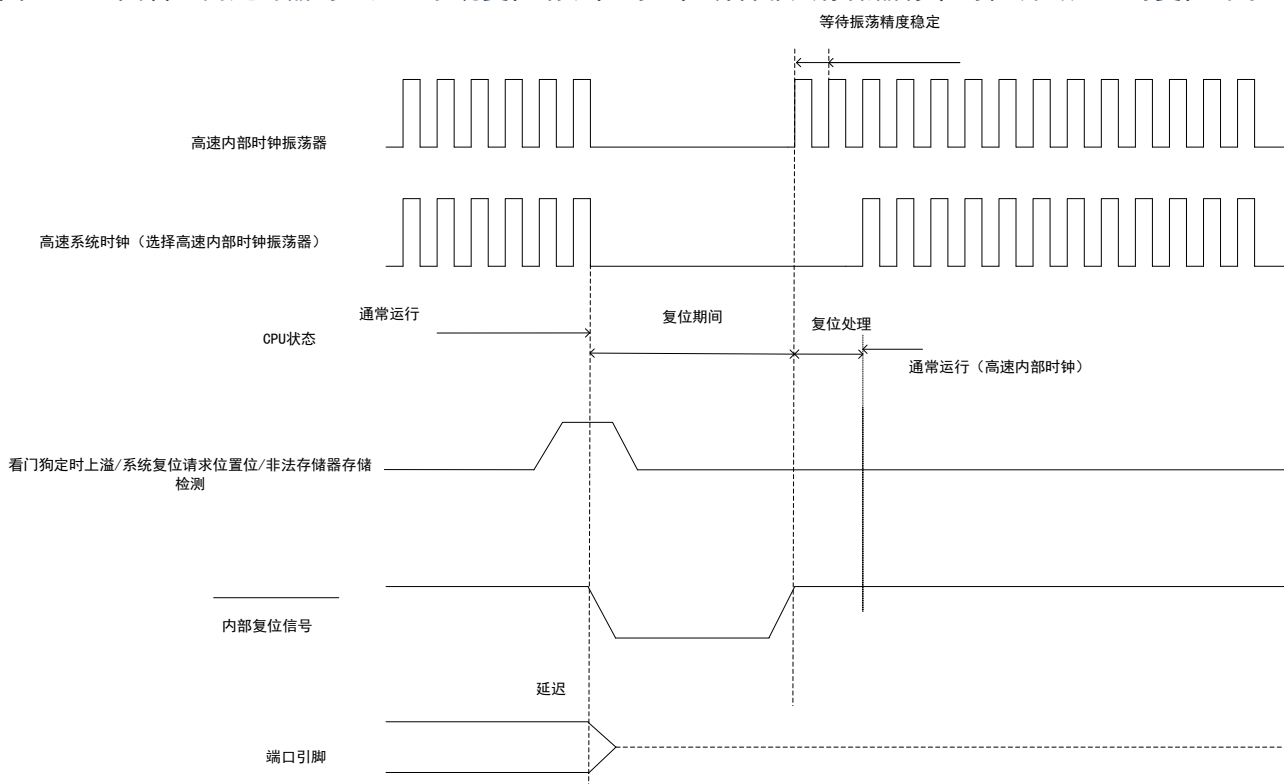 等待振荡精度稳定
高速内部时钟振荡器
高速系统时钟（选择高速内部时钟振荡器）
通常运行
复位期间
复位处理
CPU状态
通常运行（高速内部时钟）
看门狗定时上溢/系统复位请求位置位/非法存储器存储
检测
内部复位信号
延迟
端口引脚